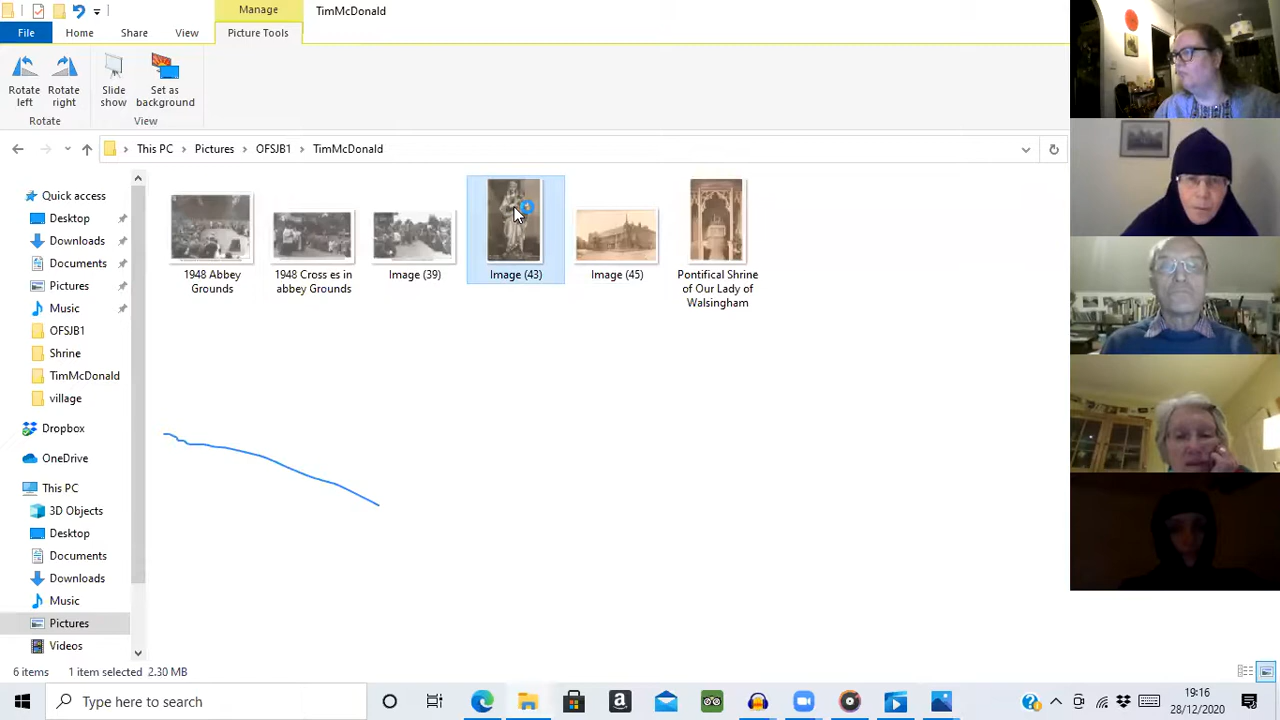 Manage
TimMcDonald
File
Home
Share
View
Picture Tools
Rotate left
Rotate right
Slide show
Set as background
Rotate
View
This PC
Pictures
OFSJB1
TimMcDonald
Quick access
Desktop
Downloads
Documents
Pictures
Music
OFSJB1
Shrine
TimMcDonald
village
Dropbox
OneDrive
This PC
3D Objects
Desktop
Documents
Downloads
Music
Pictures
Videos
1948 Abbey
Grounds
1948 Cross es in
abbey Grounds
Image (39)
Image (43)
Image (45)
Pontifical Shrine
of Our Lady of
Walsingham
6 items
1 item selected 2.30 MB
Type here to search
19:16
28/12/2020